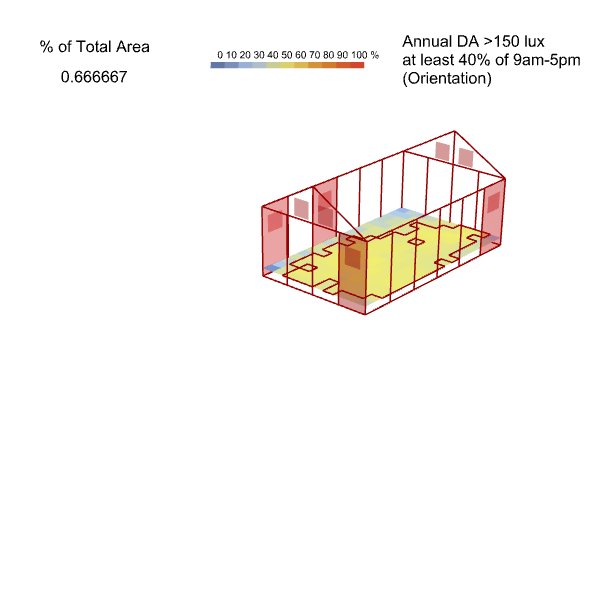 % of Total Area
0.666667
0 10 20 30 40 50 60 70 80 90 100 %
Annual DA >150 lux
at least 40% of 9am-5pm
(Orientation)